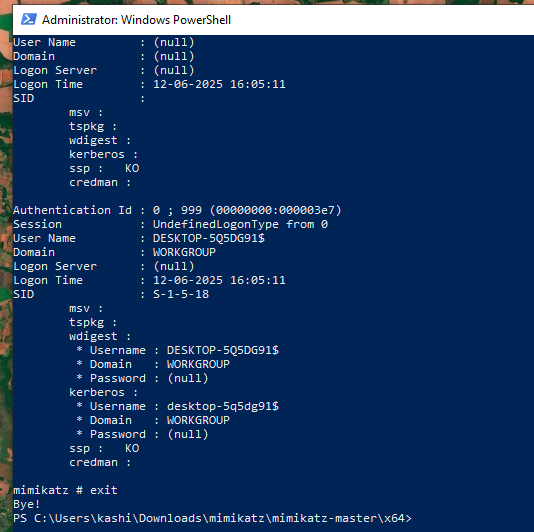 Administrator: Windows PowerShell
User Name         : (null)
Domain            : (null)
Logon Server      : (null)
Logon Time        : 12-06-2025 16:05:11
SID               :
        msv :
        tspkg :
        wdigest :
        kerberos :
        ssp :   KO
        credman :

Authentication Id : 0 ; 999 (00000000:000003e7)
Session           : UndefinedLogonType from 0
User Name         : DESKTOP-5Q5DG91$
Domain            : WORKGROUP
Logon Server      : (null)
Logon Time        : 12-06-2025 16:05:11
SID               : S-1-5-18
        msv :
        tspkg :
        wdigest :
         * Username : DESKTOP-5Q5DG91$
         * Domain   : WORKGROUP
         * Password : (null)
        kerberos :
         * Username : desktop-5q5dg91$
         * Domain   : WORKGROUP
         * Password : (null)
        ssp :   KO
        credman :

mimikatz # exit
Bye!
PS C:\Users\kashi\Downloads\mimikatz\mimikatz-master\x64>